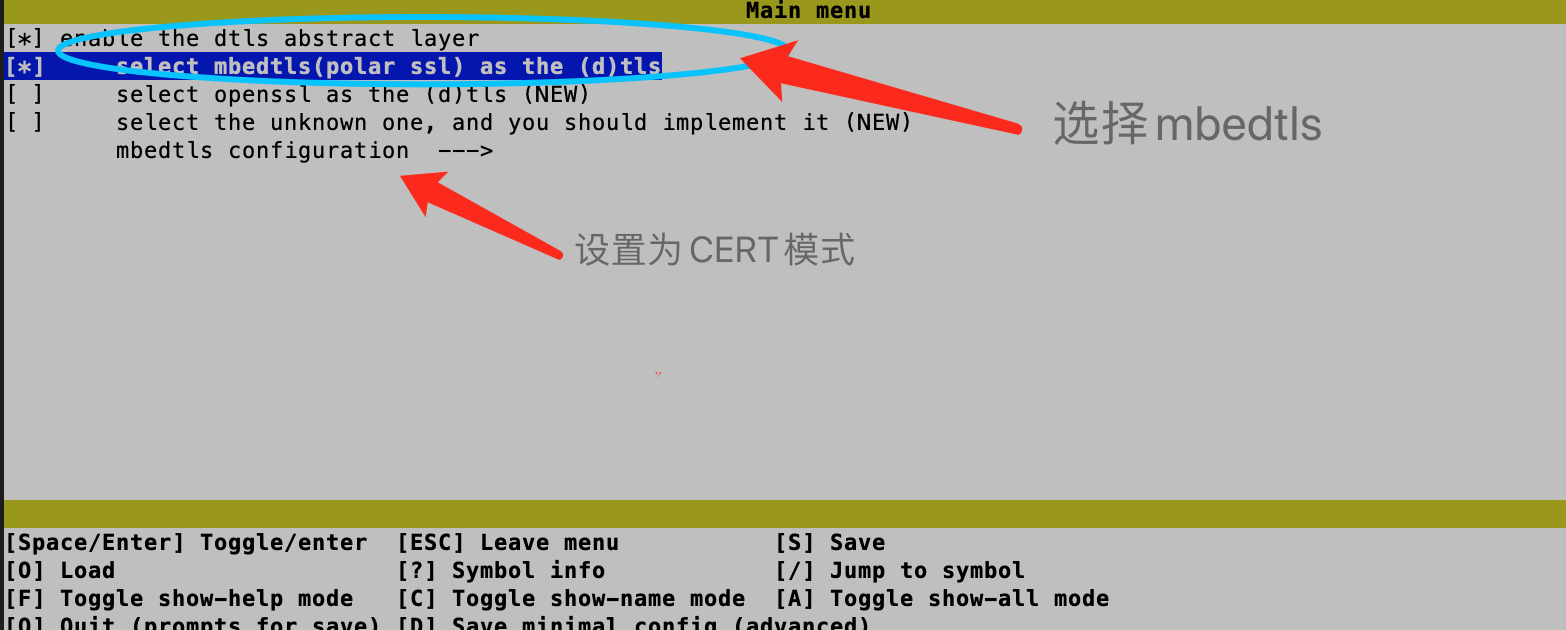 Main menu
[*] enable the dtls abstract layer
[*] select mbedtls(polar ssl) as the (d)tls
[ ] select openssl as the (d)tls (NEW)
[ ] select the unknown one, and you should implement it (NEW)
mbedtls configuration --->
选择mbedtls
设置为CERT模式
[Space/Enter] Toggle/enter [ESC] Leave menu [S] Save
[O] Load [?] Symbol info [/] Jump to symbol
[F] Toggle show-help mode [C] Toggle show-name mode [A] Toggle show-all mode
[Q] Quit (prompts for save) [D] Save minimal config (advanced)